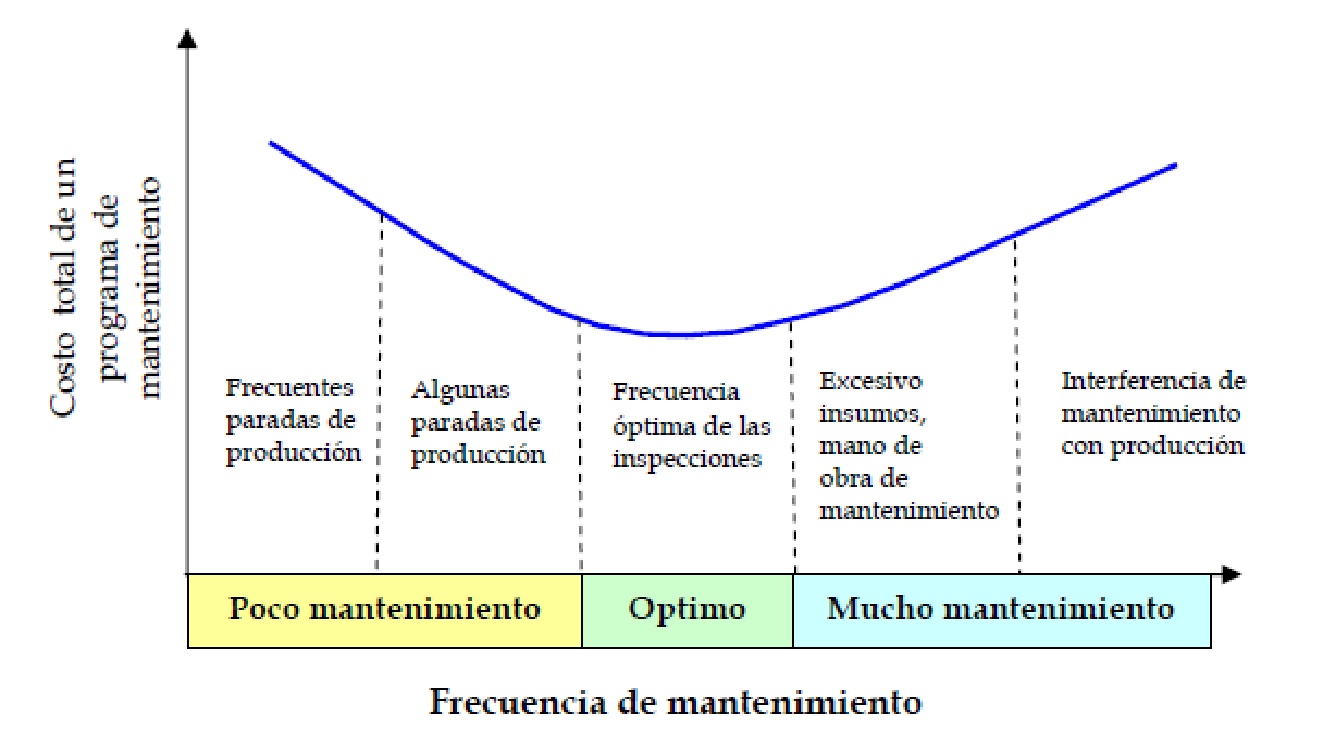 Costo total de un
programa de
mantenimiento
Frecuentes
paradas de
producción
Algunas
paradas de
producción
Frecuencia
óptima de las
inspecciones
Excesivo
insumos,
mano de
obra de
mantenimiento
Interferencia de
mantenimiento
con producción
Poco mantenimiento
Optimo
Mucho mantenimiento
Frecuencia de mantenimiento